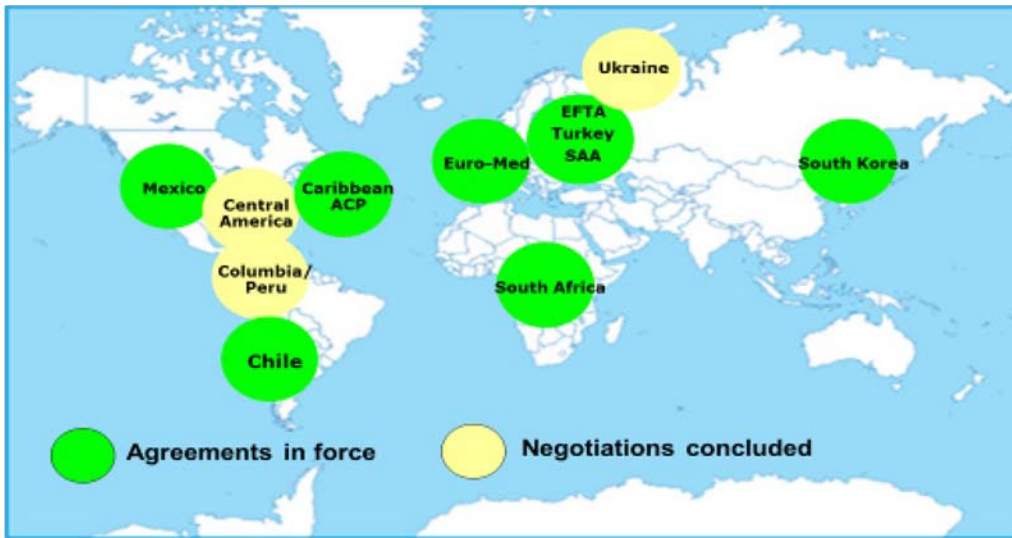 Ukraine
EFTA
Turkey
SAA
Euro-Med
South Korea
Mexico
Caribbean
ACP
Central
America
Columbia/
Peru
South Africa
Chile
Agreements in force
Negotiations concluded